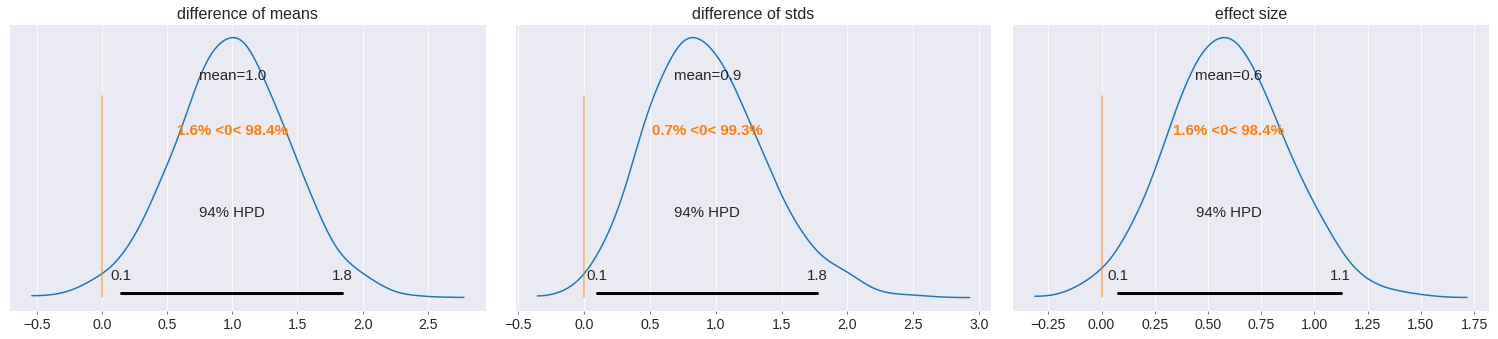 difference of means
mean=1.0
1.6% <0< 98.4%
94% HPD
0.1 1.8
−0.5 0.0 0.5 1.0 1.5 2.0 2.5
difference of stds
mean=0.9
0.7% <0< 99.3%
94% HPD
0.1 1.8
−0.5 0.0 0.5 1.0 1.5 2.0 2.5 3.0
effect size
mean=0.6
1.6% <0< 98.4%
94% HPD
0.1 1.1
−0.25 0.00 0.25 0.50 0.75 1.00 1.25 1.50 1.75